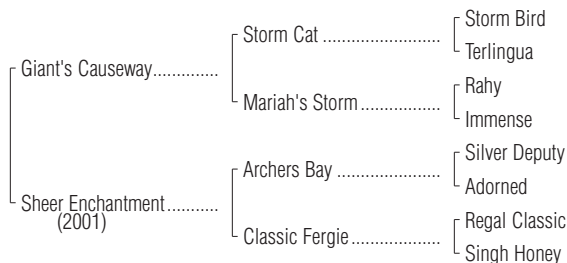 Storm Bird
Storm Cat ........................
Terlingua
Giant's Causeway.............
Rahy
Mariah's Storm .................
Immense
Silver Deputy
Archers Bay .....................
Adorned
Sheer Enchantment ..........
(2001)
Regal Classic
Classic Fergie ..................
Singh Honey